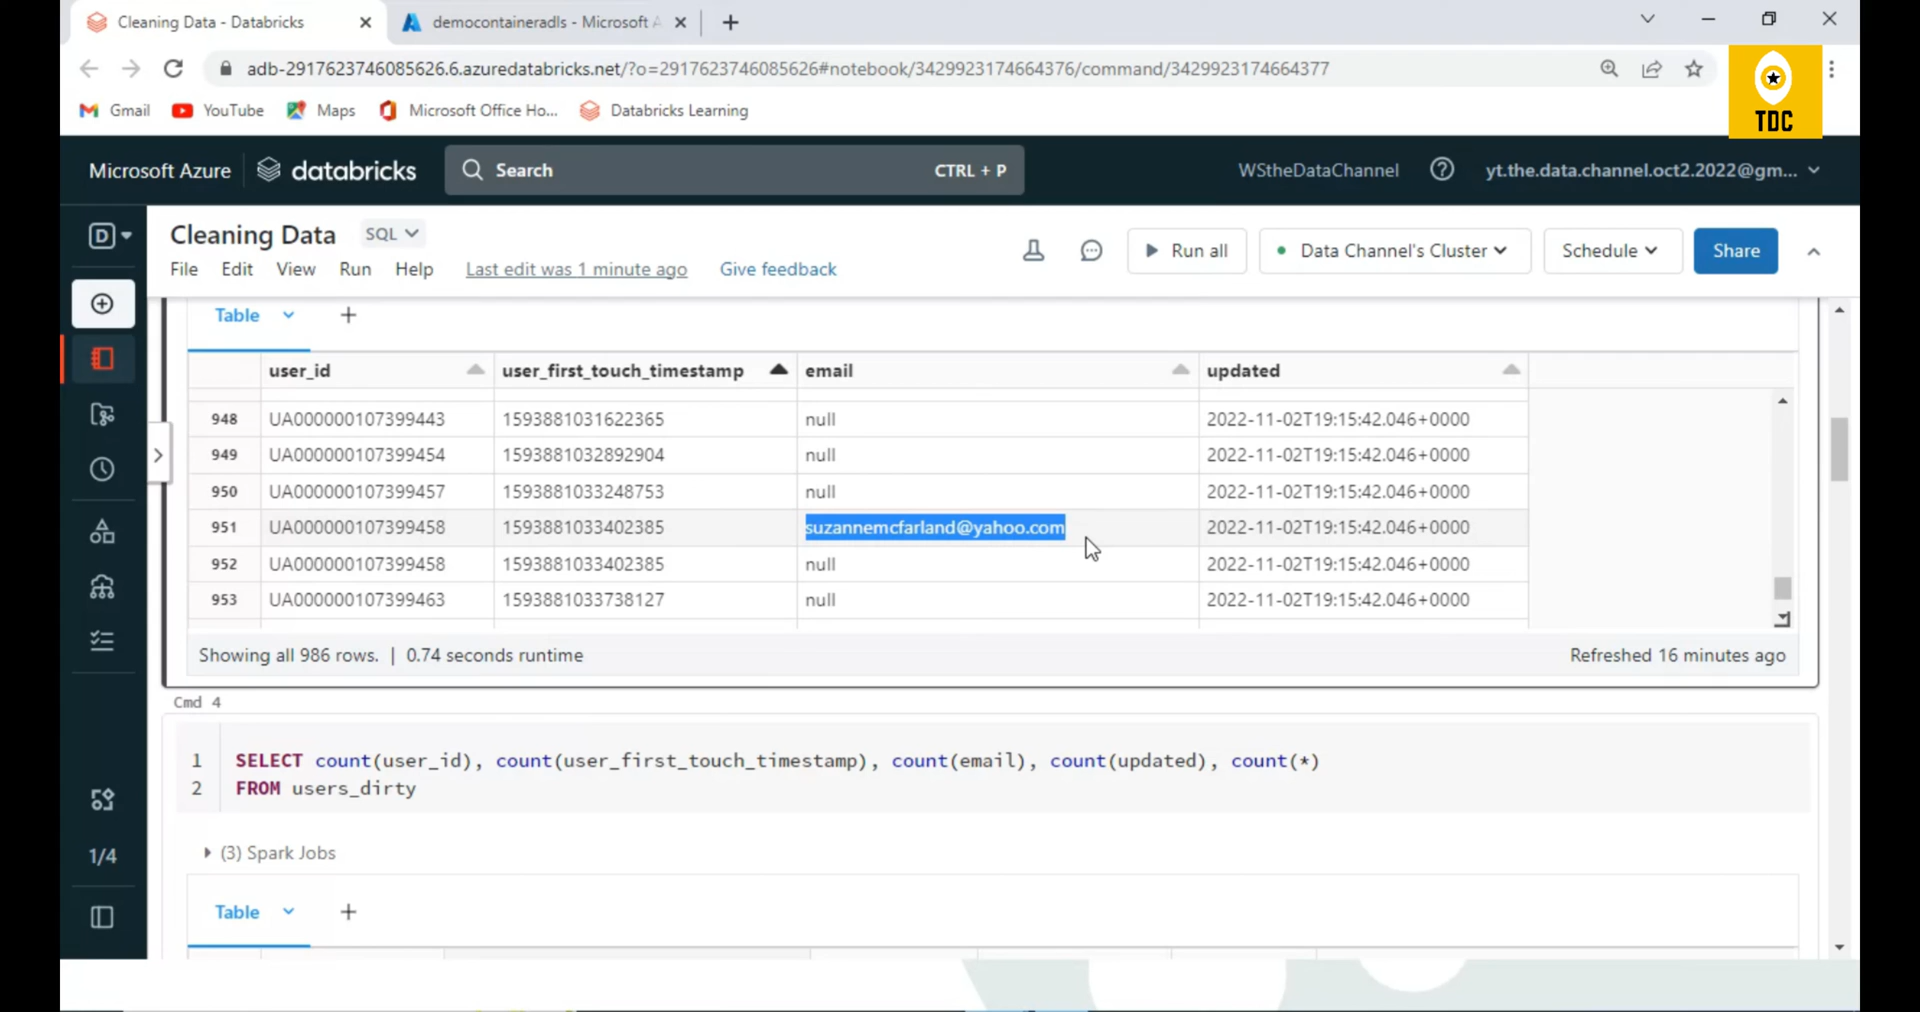 Cleaning Data - Databricks
democontaineradls - Microsoft A
adb-2917623746085626.6.azuredatabricks.net/?o=2917623746085626#notebook/3429923174664376/command/3429923174664377
TDC
Gmail YouTube Maps Microsoft Office Ho... Databricks Learning
Microsoft Azure databricks Search CTRL + P WStheDataChannel yt.the.data.channel.oct2.2022@gm...
D
Cleaning Data SQL
Run all Data Channel's Cluster Schedule Share
File Edit View Run Help Last edit was 1 minute ago Give feedback
Table +
user_id user_first_touch_timestamp email updated
948 UA000000107399443 1593881031622365 null 2022-11-02T19:15:42.046+0000
949 UA000000107399454 1593881032892904 null 2022-11-02T19:15:42.046+0000
950 UA000000107399457 1593881033248753 null 2022-11-02T19:15:42.046+0000
951 UA000000107399458 1593881033402385 suzannemcfarland@yahoo.com 2022-11-02T19:15:42.046+0000
952 UA000000107399458 1593881033402385 null 2022-11-02T19:15:42.046+0000
953 UA000000107399463 1593881033738127 null 2022-11-02T19:15:42.046+0000
Showing all 986 rows. | 0.74 seconds runtime Refreshed 16 minutes ago
Cmd 4
1 SELECT count(user_id), count(user_first_touch_timestamp), count(email), count(updated), count(*)
2 FROM users_dirty
(3) Spark Jobs
1/4
Table +